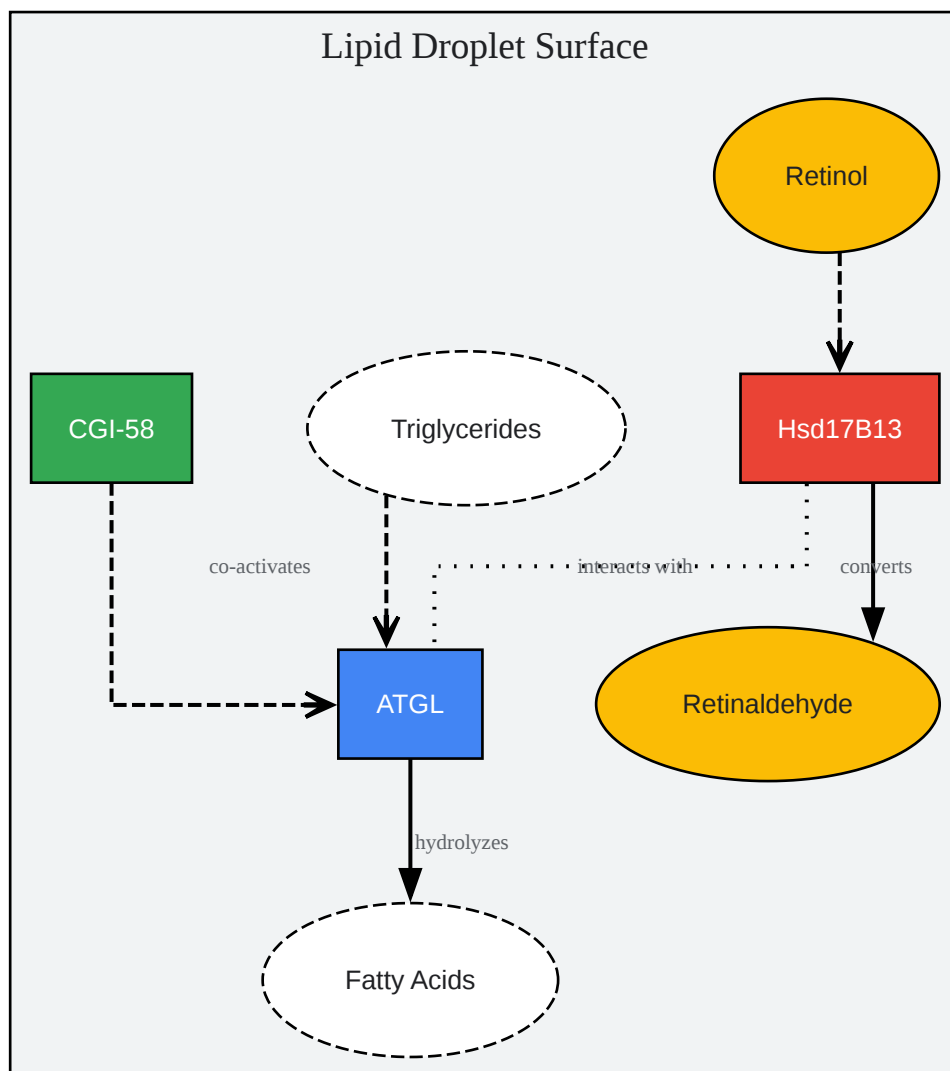 Lipid Droplet Surface
Retinol
CGI-58
Triglycerides
Hsd17B13
co-activates
interacts with
converts
ATGL
Retinaldehyde
hydrolyzes
Fatty Acids